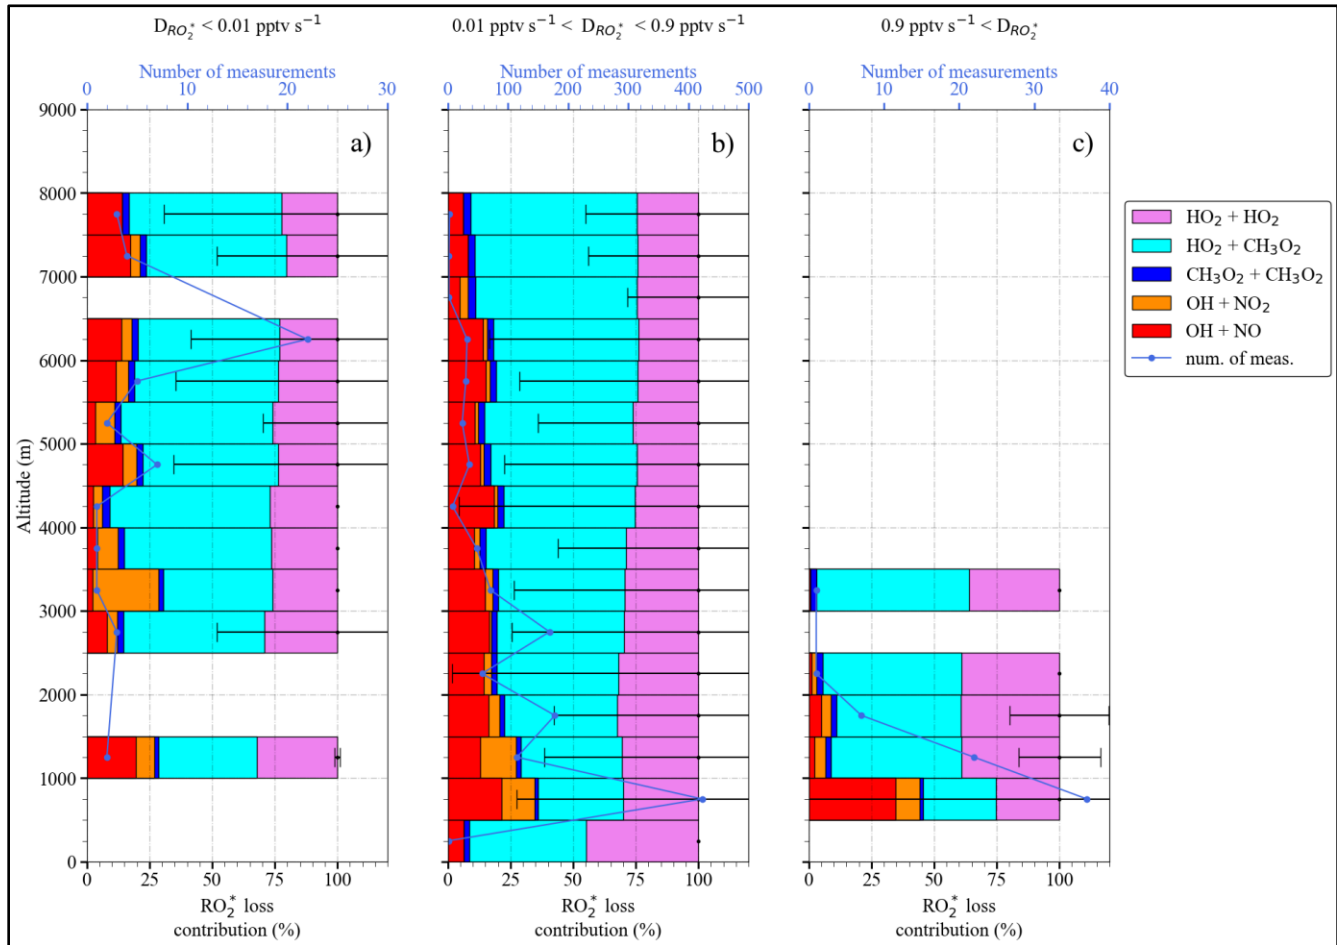 D_{RO₂*} < 0.01 pptv s⁻¹
0.01 pptv s⁻¹ < D_{RO₂*} < 0.9 pptv s⁻¹
0.9 pptv s⁻¹ < D_{RO₂*}
Number of measurements
Number of measurements
Number of measurements
0 10 20 30
0 100 200 300 400 500
0 10 20 30 40
a)
b)
c)
9000
8000
7000
6000
5000
4000
3000
2000
1000
0
Altitude (m)
HO₂ + HO₂
HO₂ + CH₃O₂
CH₃O₂ + CH₃O₂
OH + NO₂
OH + NO
num. of meas.
0 25 50 75 100
0 25 50 75 100
0 25 50 75 100
RO₂* loss
contribution (%)
RO₂* loss
contribution (%)
RO₂* loss
contribution (%)